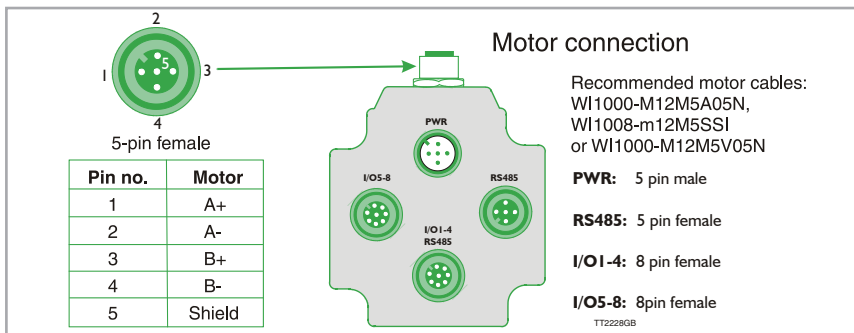 Motor connection
2
1
5
3
4
5-pin female
Pin no. Motor
1 A+
2 A-
3 B+
4 B-
5 Shield
PWR
I/O5-8
RS485
I/O1-4
RS485
Recommended motor cables:
WI1000-M12M5A05N,
WI1008-m12M5SSI
or WI1000-M12M5V05N
PWR: 5 pin male
RS485: 5 pin female
I/O1-4: 8 pin female
I/O5-8: 8pin female
TT2228GB